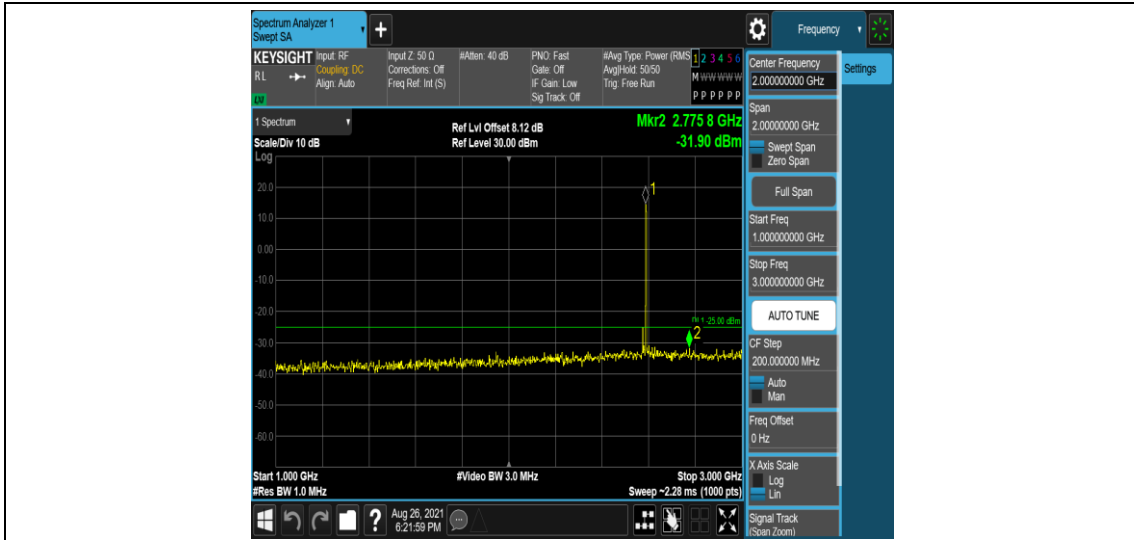 Spectrum Analyzer 1
Swept SA
+
Frequency
KEYSIGHT
RL
Input: RF
Coupling: DC
Align: Auto
Input Z: 50 Ω
Corrections: Off
Freq Ref: Int (S)
#Atten: 40 dB
PNO: Fast
Gate: Off
IF Gain: Low
Sig Track: Off
#Avg Type: Power (RMS
Avg|Hold: 50/50
Trig: Free Run
1 2 3 4 5 6
M W W W W W
P P P P P P
1 Spectrum
Scale/Div 10 dB
Ref Lvl Offset 8.12 dB
Ref Level 30.00 dBm
Mkr2 2.775 8 GHz
-31.90 dBm
Log
20.0
10.0
0.00
-10.0
-20.0
-30.0
-40.0
-50.0
-60.0
1
2
-25.00 dBm
Start 1.000 GHz
#Res BW 1.0 MHz
#Video BW 3.0 MHz
Stop 3.000 GHz
Sweep ~2.28 ms (1000 pts)
?
Aug 26, 2021
6:21:59 PM
Center Frequency
2.000000000 GHz
Settings
Span
2.00000000 GHz
Swept Span
Zero Span
Full Span
Start Freq
1.000000000 GHz
Stop Freq
3.000000000 GHz
AUTO TUNE
CF Step
200.000000 MHz
Auto
Man
Freq Offset
0 Hz
X Axis Scale
Log
Lin
Signal Track
(Span Zoom)